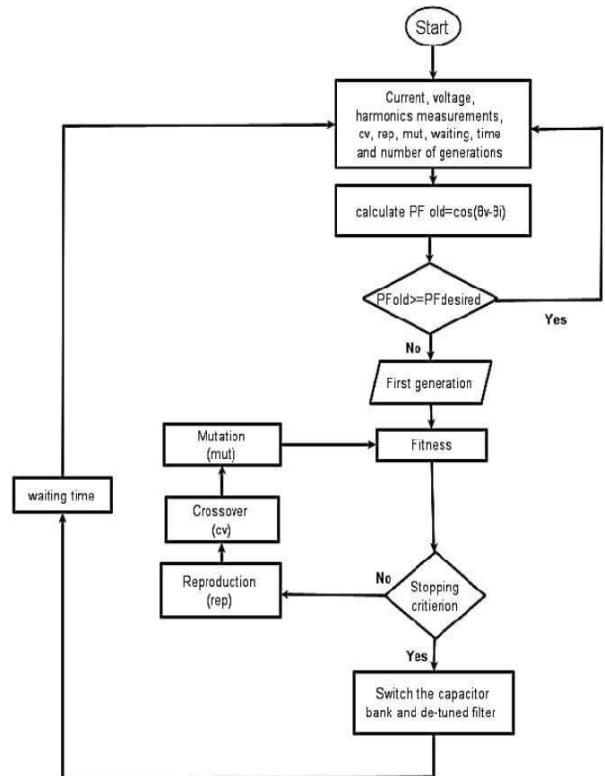 Start
Current, voltage,
harmonics measurements,
cv, rep, mut, waiting, time
and number of generations
calculate PF old=cos(θv-θi)
PFold>=PFdesired
Yes
No
First generation
Mutation
(mut)
Fitness
waiting time
Crossover
(cv)
Reproduction
(rep)
No
Stopping
critierion
Yes
Switch the capacitor
bank and de-tuned filter